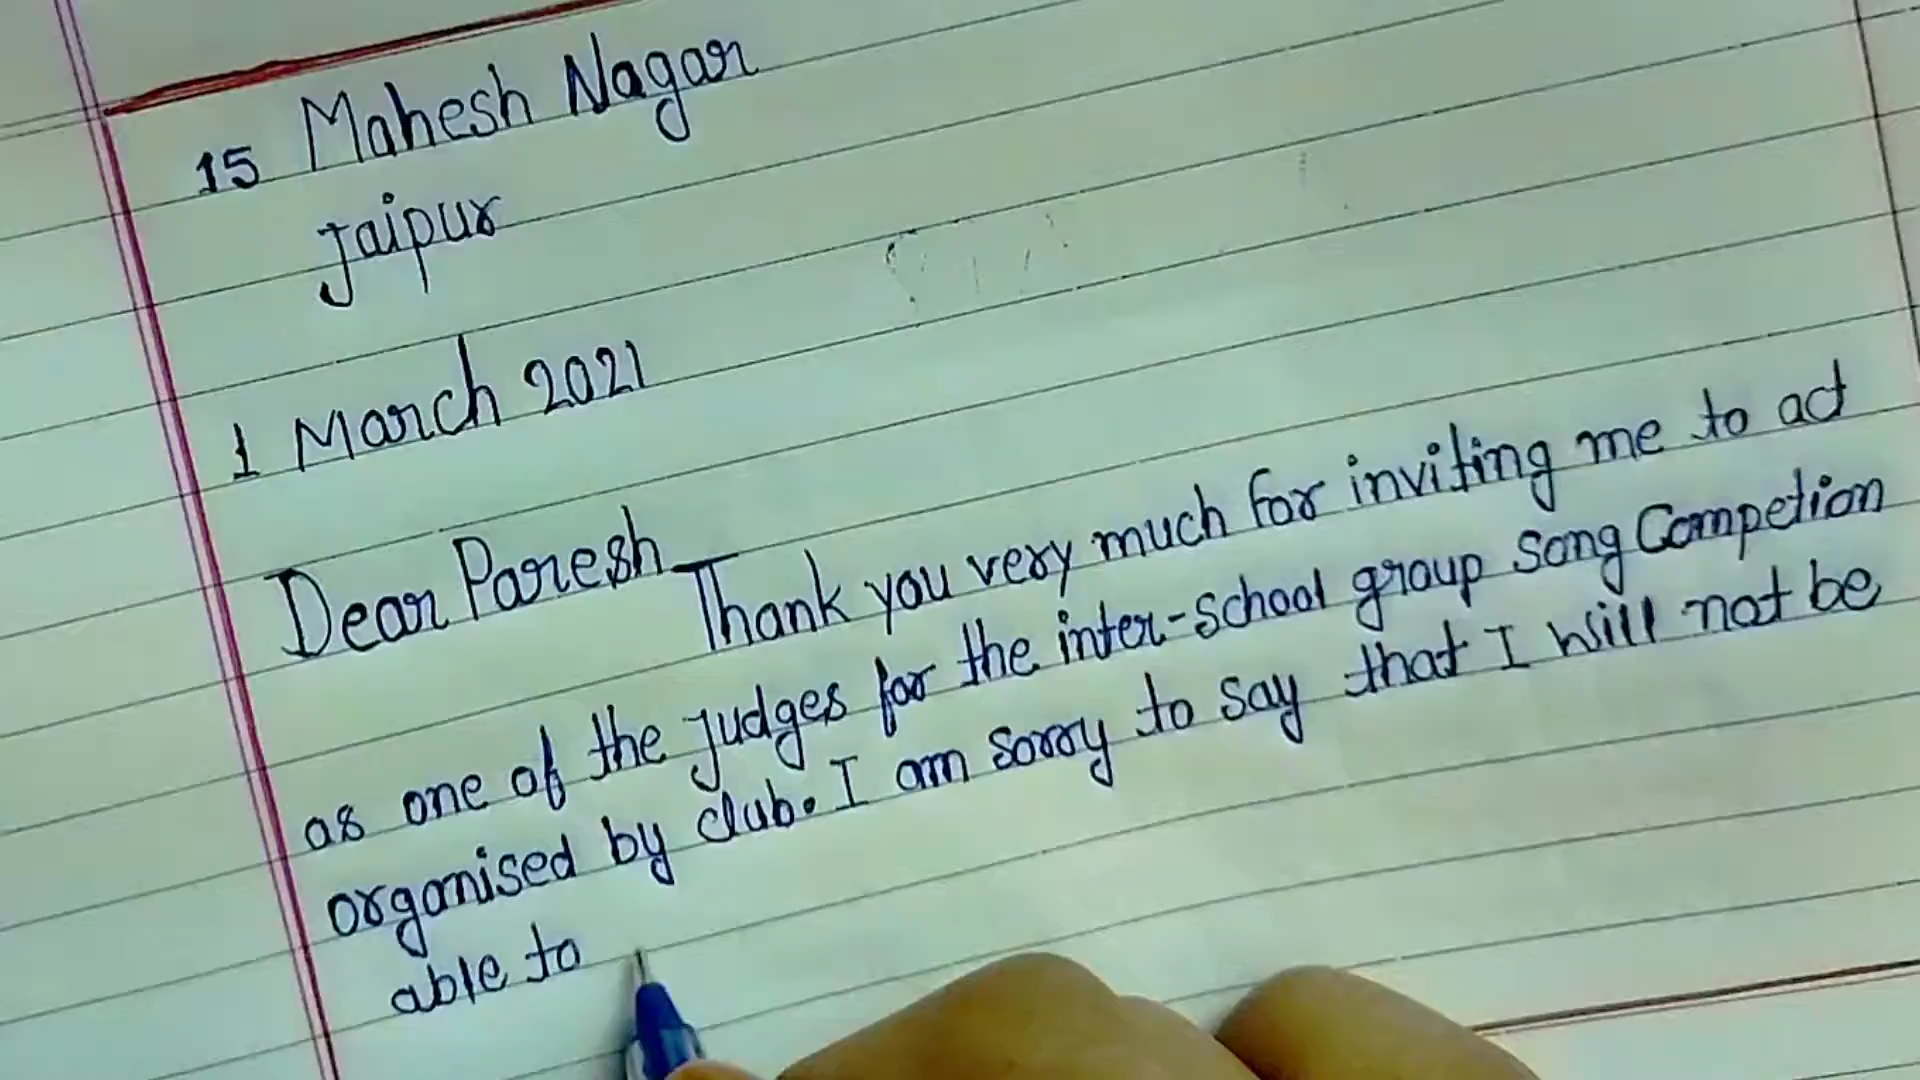 15 Mahesh Nagar
Jaipur
1 March 2021
Dear Paresh
Thank you very much for inviting me to act
as one of the judges for the inter-school group song Competion
organised by club. I am sorry to say that I will not be
able to